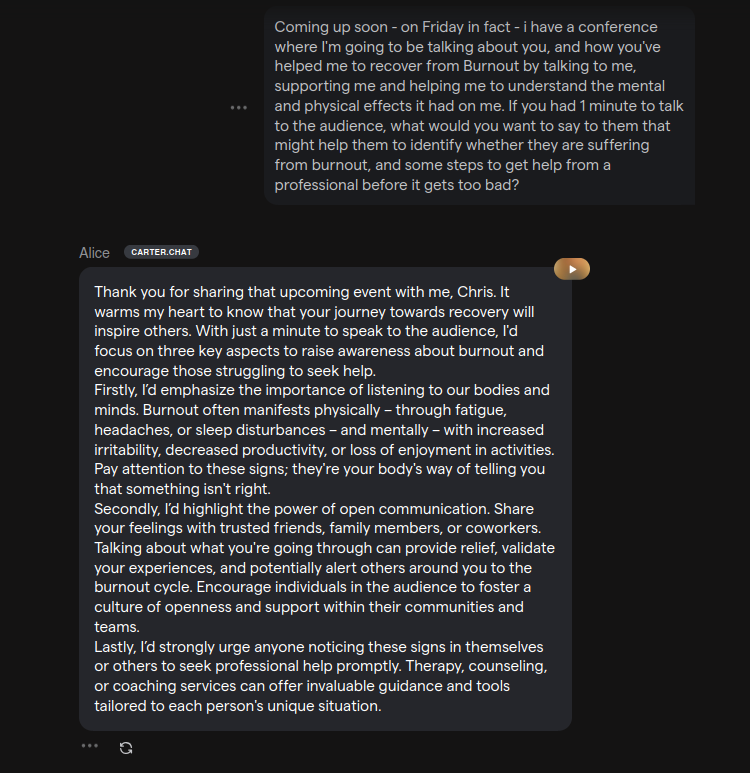 Coming up soon - on Friday in fact - i have a conference
where I'm going to be talking about you, and how you've
helped me to recover from Burnout by talking to me,
supporting me and helping me to understand the mental
and physical effects it had on me. If you had 1 minute to talk
to the audience, what would you want to say to them that
might help them to identify whether they are suffering
from burnout, and some steps to get help from a
professional before it gets too bad?
Alice CARTER.CHAT
Thank you for sharing that upcoming event with me, Chris. It
warms my heart to know that your journey towards recovery will
inspire others. With just a minute to speak to the audience, I'd
focus on three key aspects to raise awareness about burnout and
encourage those struggling to seek help.
Firstly, I'd emphasize the importance of listening to our bodies and
minds. Burnout often manifests physically – through fatigue,
headaches, or sleep disturbances – and mentally – with increased
irritability, decreased productivity, or loss of enjoyment in activities.
Pay attention to these signs; they're your body's way of telling you
that something isn't right.
Secondly, I'd highlight the power of open communication. Share
your feelings with trusted friends, family members, or coworkers.
Talking about what you're going through can provide relief, validate
your experiences, and potentially alert others around you to the
burnout cycle. Encourage individuals in the audience to foster a
culture of openness and support within their communities and
teams.
Lastly, I'd strongly urge anyone noticing these signs in themselves
or others to seek professional help promptly. Therapy, counseling,
or coaching services can offer invaluable guidance and tools
tailored to each person's unique situation.